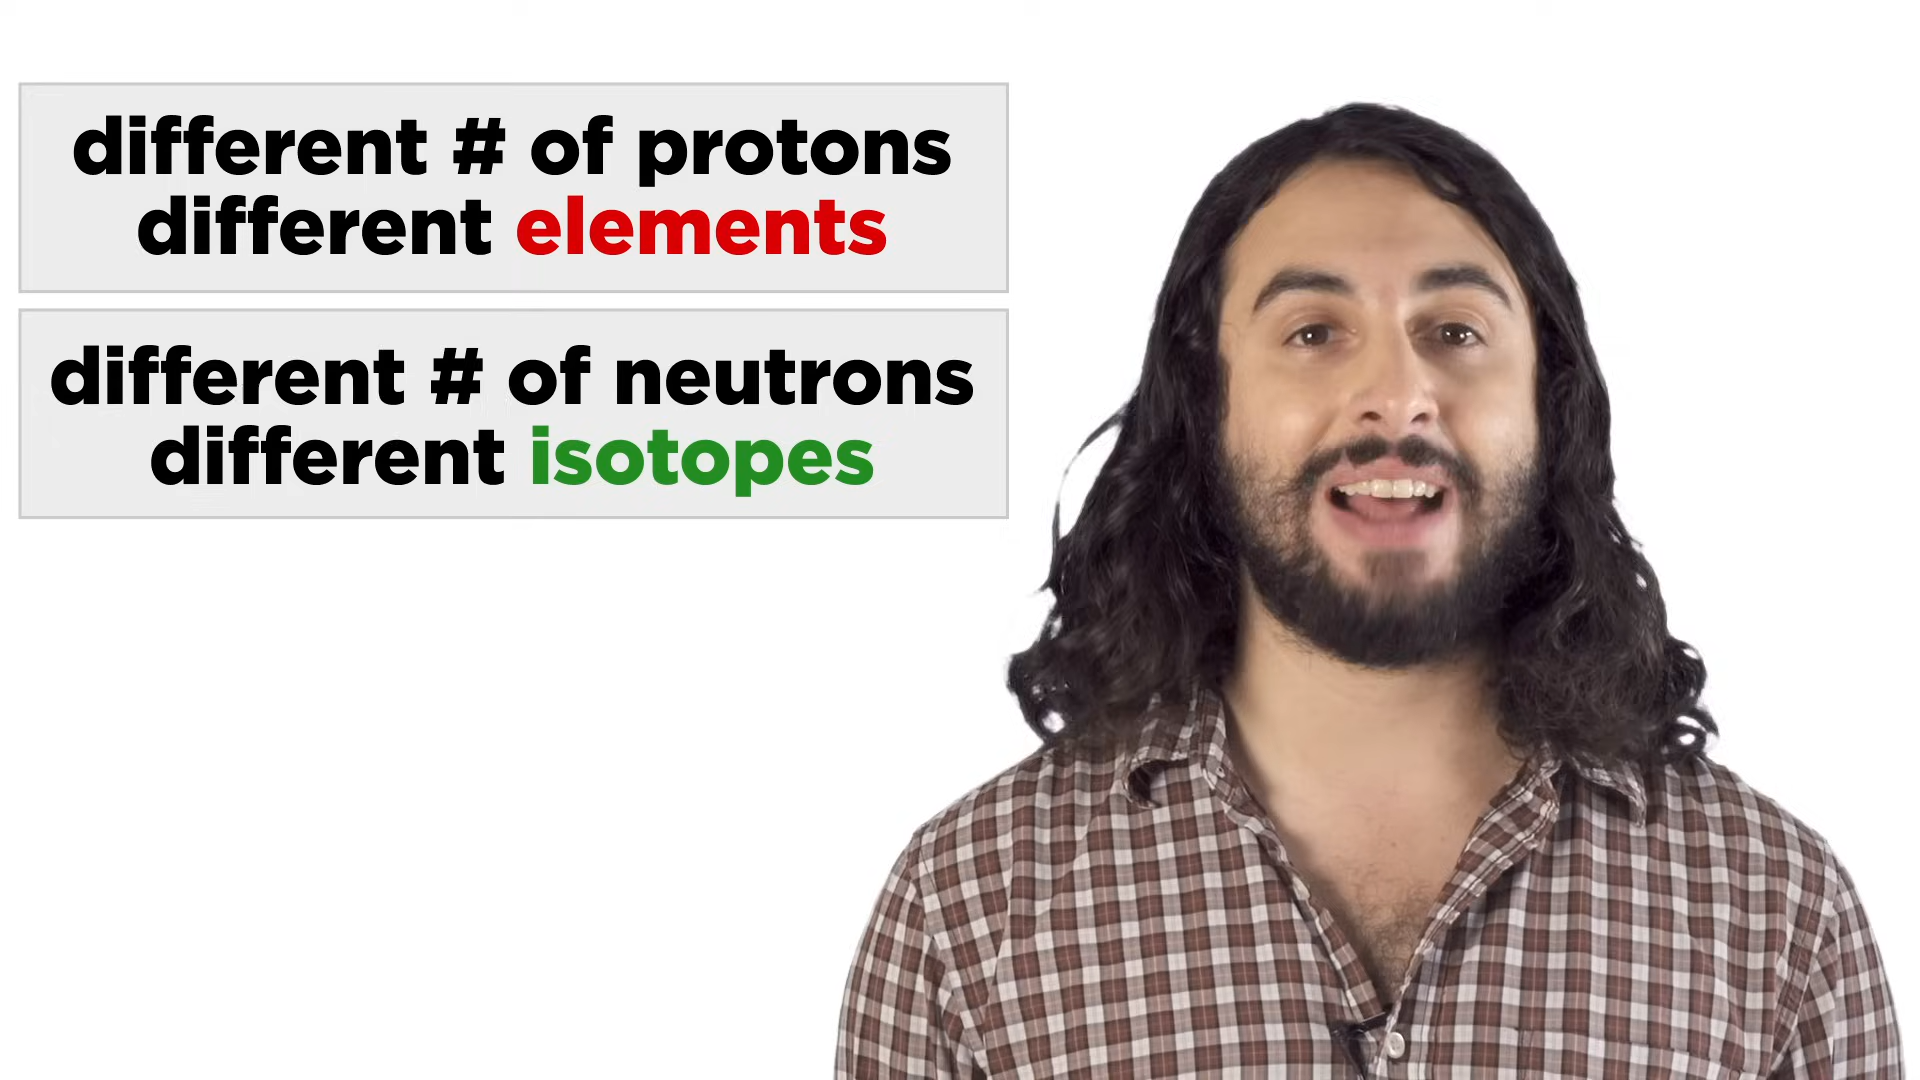 different # of protons
different elements
different # of neutrons
different isotopes